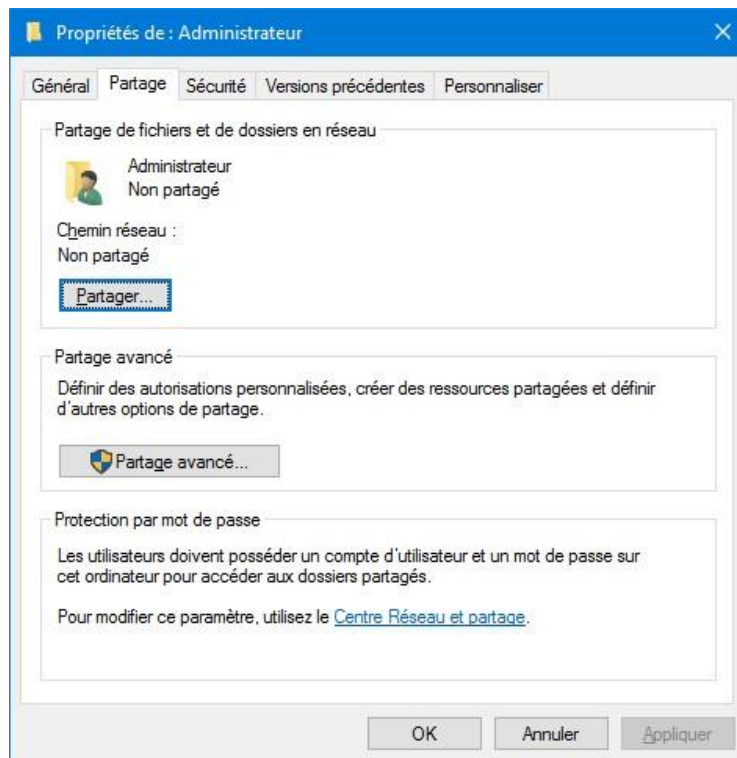 Propriétés de : Administrateur
Général Partage Sécurité Versions précédentes Personnaliser
Partage de fichiers et de dossiers en réseau
Administrateur
Non partagé
Chemin réseau :
Non partagé
Partager...
Partage avancé
Définir des autorisations personnalisées, créer des ressources partagées et définir
d'autres options de partage.
Partage avancé...
Protection par mot de passe
Les utilisateurs doivent posséder un compte d'utilisateur et un mot de passe sur
cet ordinateur pour accéder aux dossiers partagés.
Pour modifier ce paramètre, utilisez le Centre Réseau et partage.
OK Annuler Appliquer